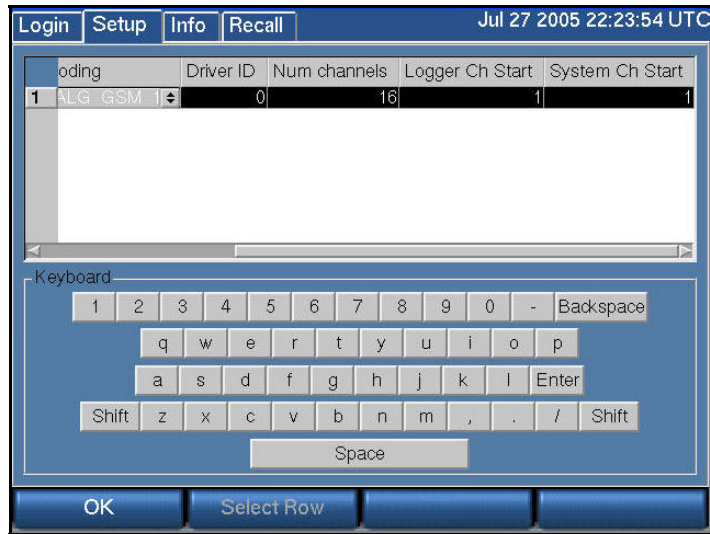 Login Setup Info Recall Jul 27 2005 22:23:54 UTC
oding Driver ID Num channels Logger Ch Start System Ch Start
1 ALG GSM 1 0 16 1 1
Keyboard
1 2 3 4 5 6 7 8 9 0 - Backspace
q w e r t y u i o p
a s d f g h j k l Enter
Shift z x c v b n m , . / Shift
Space
OK Select Row